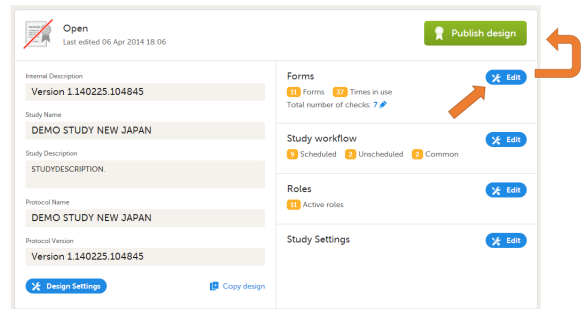 Open
Last edited 06 Apr 2014 18:06
Publish design
Internal Description
Version 1.140225.104845
Study Name
DEMO STUDY NEW JAPAN
Study Description
STUDYDESCRIPTION.
Protocol Name
DEMO STUDY NEW JAPAN
Protocol Version
Version 1.140225.104845
Design Settings
Copy design
Forms
Edit
11 Forms 37 Times in use
Total number of checks: 7
Study workflow
Edit
9 Scheduled 2 Unscheduled 2 Common
Roles
Edit
11 Active roles
Study Settings
Edit